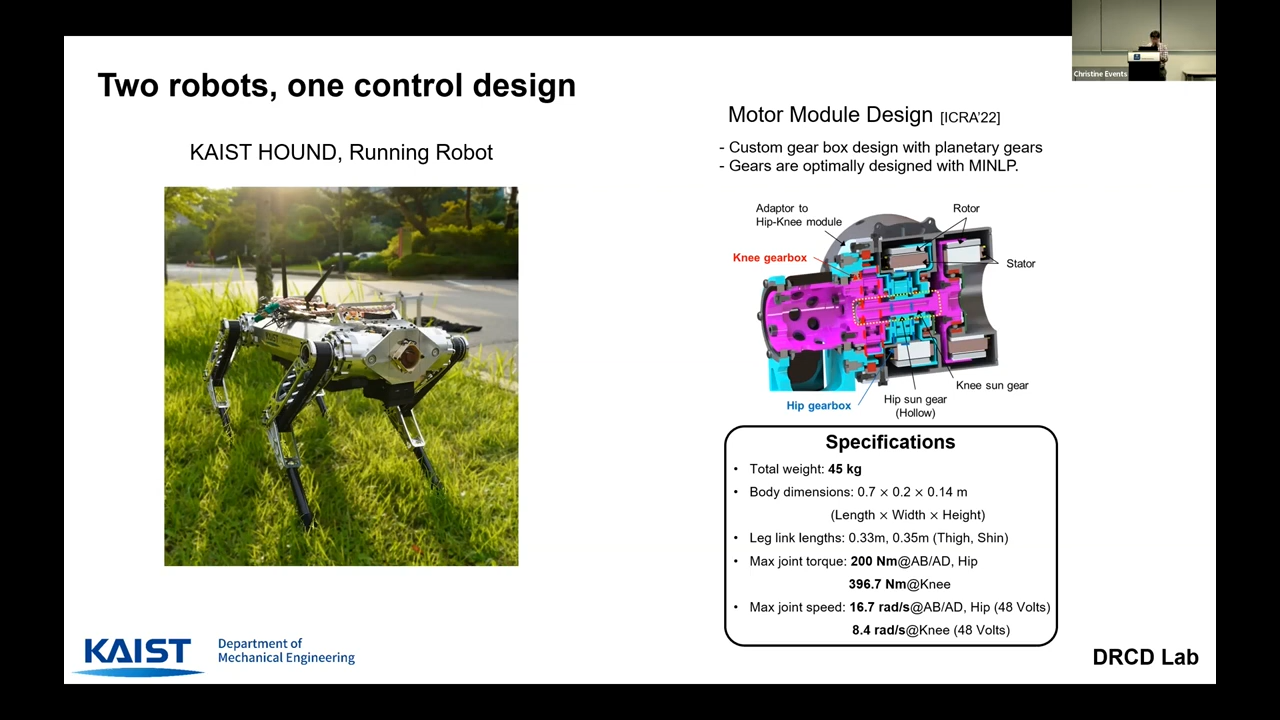 Two robots, one control design
KAIST HOUND, Running Robot
KAIST
Motor Module Design [ICRA'22]
- Custom gear box design with planetary gears
- Gears are optimally designed with MINLP.
Adaptor to
Hip-Knee module
Rotor
Knee gearbox
Stator
Knee sun gear
Hip sun gear
(Hollow)
Hip gearbox
Specifications
• Total weight: 45 kg
• Body dimensions: 0.7 × 0.2 × 0.14 m
(Length × Width × Height)
• Leg link lengths: 0.33m, 0.35m (Thigh, Shin)
• Max joint torque: 200 Nm@AB/AD, Hip
396.7 Nm@Knee
• Max joint speed: 16.7 rad/s@AB/AD, Hip (48 Volts)
8.4 rad/s@Knee (48 Volts)
KAIST
Department of
Mechanical Engineering
DRCD Lab
Christine Events